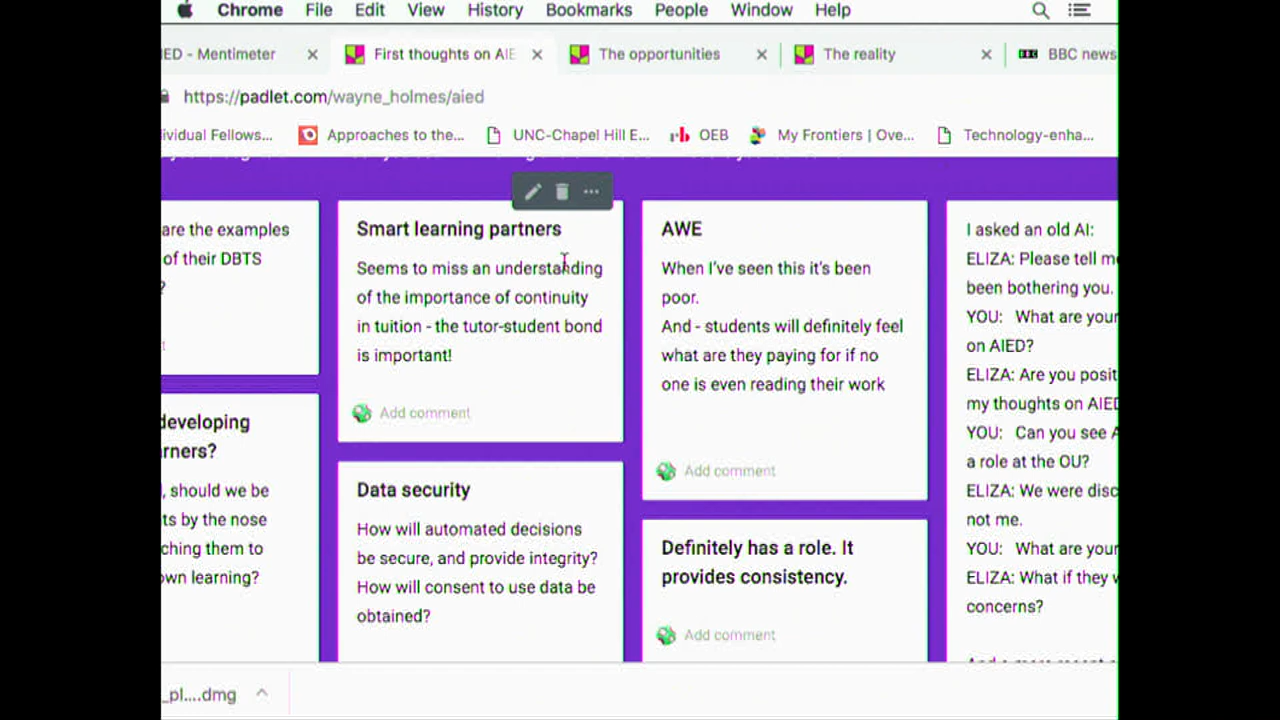 Chrome File Edit View History Bookmarks People Window Help
IED - Mentimeter
First thoughts on AIE
The opportunities
The reality
BBC news
https://padlet.com/wayne_holmes/aied
ividual Fellows...
Approaches to the...
UNC-Chapel Hill E...
OEB
My Frontiers | Ove...
Technology-enha...
are the examples
of their DBTS
?
developing
rners?
, should we be
ts by the nose
ching them to
own learning?
Smart learning partners
Seems to miss an understanding
of the importance of continuity
in tuition - the tutor-student bond
is important!
Add comment
Data security
How will automated decisions
be secure, and provide integrity?
How will consent to use data be
obtained?
AWE
When I've seen this it's been
poor.
And - students will definitely feel
what are they paying for if no
one is even reading their work
Add comment
Definitely has a role. It
provides consistency.
Add comment
I asked an old AI:
ELIZA: Please tell me
been bothering you.
YOU: What are your
on AIED?
ELIZA: Are you posit
my thoughts on AIED
YOU: Can you see A
a role at the OU?
ELIZA: We were disc
not me.
YOU: What are your
ELIZA: What if they w
concerns?
_pl....dmg